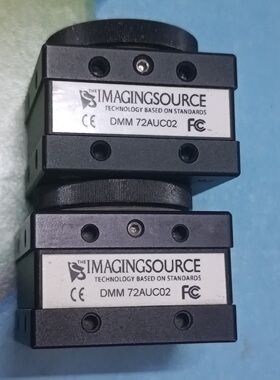 THE IMAGINGSOURCE
TECHNOLOGY BASED ON STANDARDS
CE DMM 72AUC02 FC
THE IMAGINGSOURCE
TECHNOLOGY BASED ON STANDARDS
CE DMM 72AUC02 FC